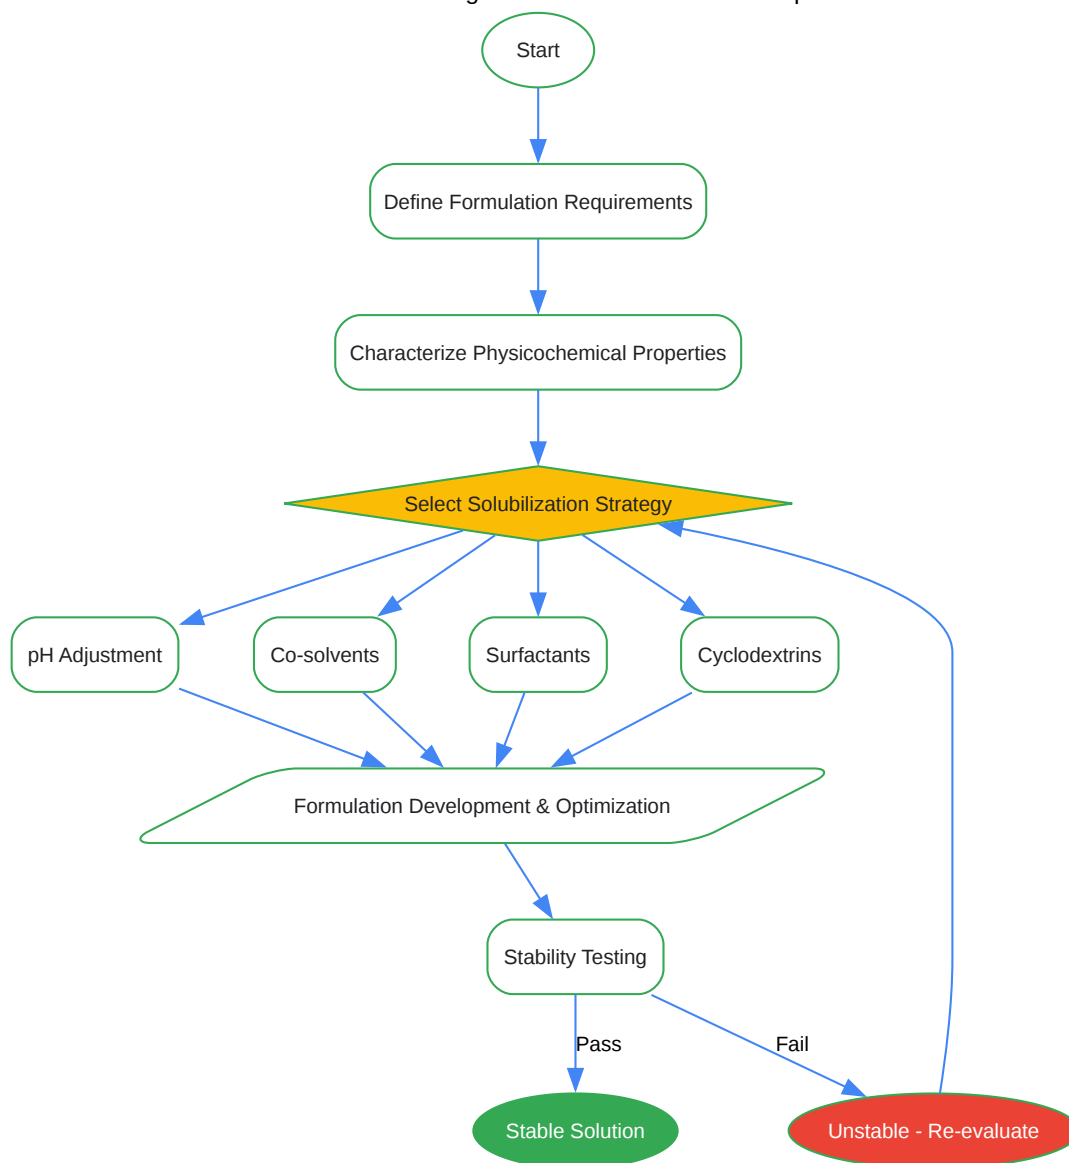 Start
Define Formulation Requirements
Characterize Physicochemical Properties
Select Solubilization Strategy
pH Adjustment
Co-solvents
Surfactants
Cyclodextrins
Formulation Development & Optimization
Stability Testing
Pass
Fail
Stable Solution
Unstable - Re-evaluate